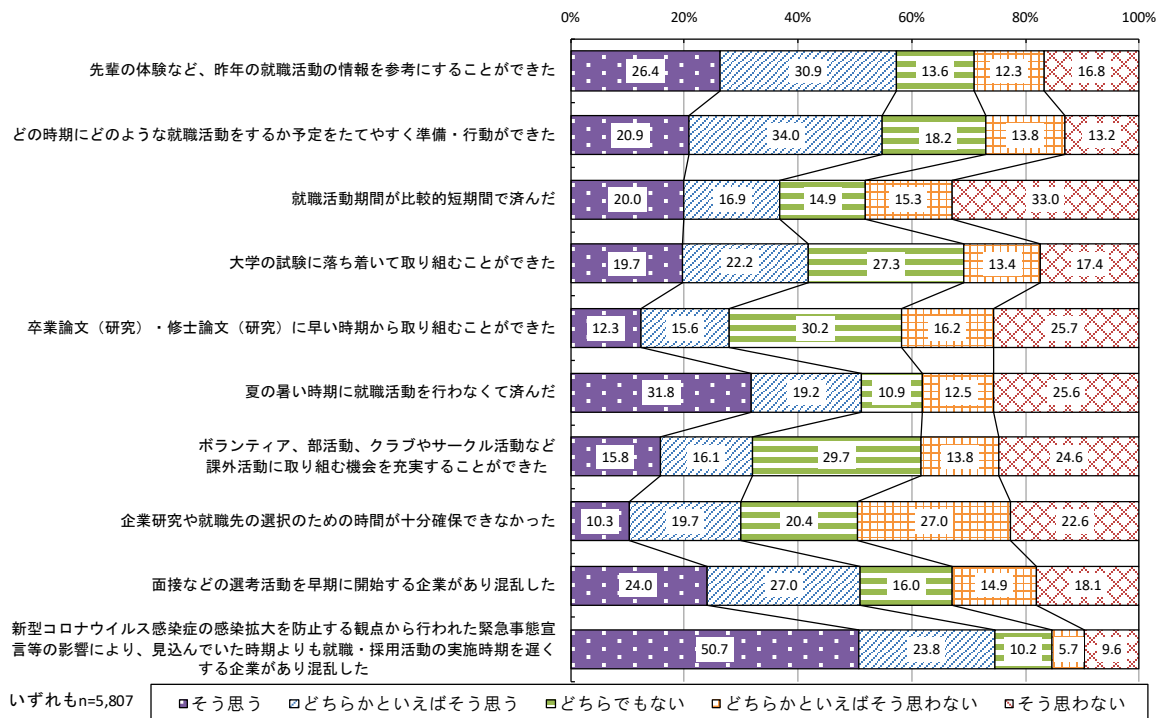 0% 20% 40% 60% 80% 100%
先輩の体験など、昨年の就職活動の情報を参考にすることができた
26.4 30.9 13.6 12.3 16.8
どの時期にどのような就職活動をするか予定をたてやすく準備・行動ができた
20.9 34.0 18.2 13.8 13.2
就職活動期間が比較的短期間で済んだ
20.0 16.9 14.9 15.3 33.0
大学の試験に落ち着いて取り組むことができた
19.7 22.2 27.3 13.4 17.4
卒業論文（研究）・修士論文（研究）に早い時期から取り組むことができた
12.3 15.6 30.2 16.2 25.7
夏の暑い時期に就職活動を行わなくて済んだ
31.8 19.2 10.9 12.5 25.6
ボランティア、部活動、クラブやサークル活動など
課外活動に取り組む機会を充実することができた
15.8 16.1 29.7 13.8 24.6
企業研究や就職先の選択のための時間が十分確保できなかった
10.3 19.7 20.4 27.0 22.6
面接などの選考活動を早期に開始する企業があり混乱した
24.0 27.0 16.0 14.9 18.1
新型コロナウイルス感染症の感染拡大を防止する観点から行われた緊急事態宣
言等の影響により、見込んでいた時期よりも就職・採用活動の実施時期を遅く
する企業があり混乱した
50.7 23.8 10.2 5.7 9.6
いずれもn=5,807
そう思う どちらかといえばそう思う どちらでもない どちらかといえばそう思わない そう思わない